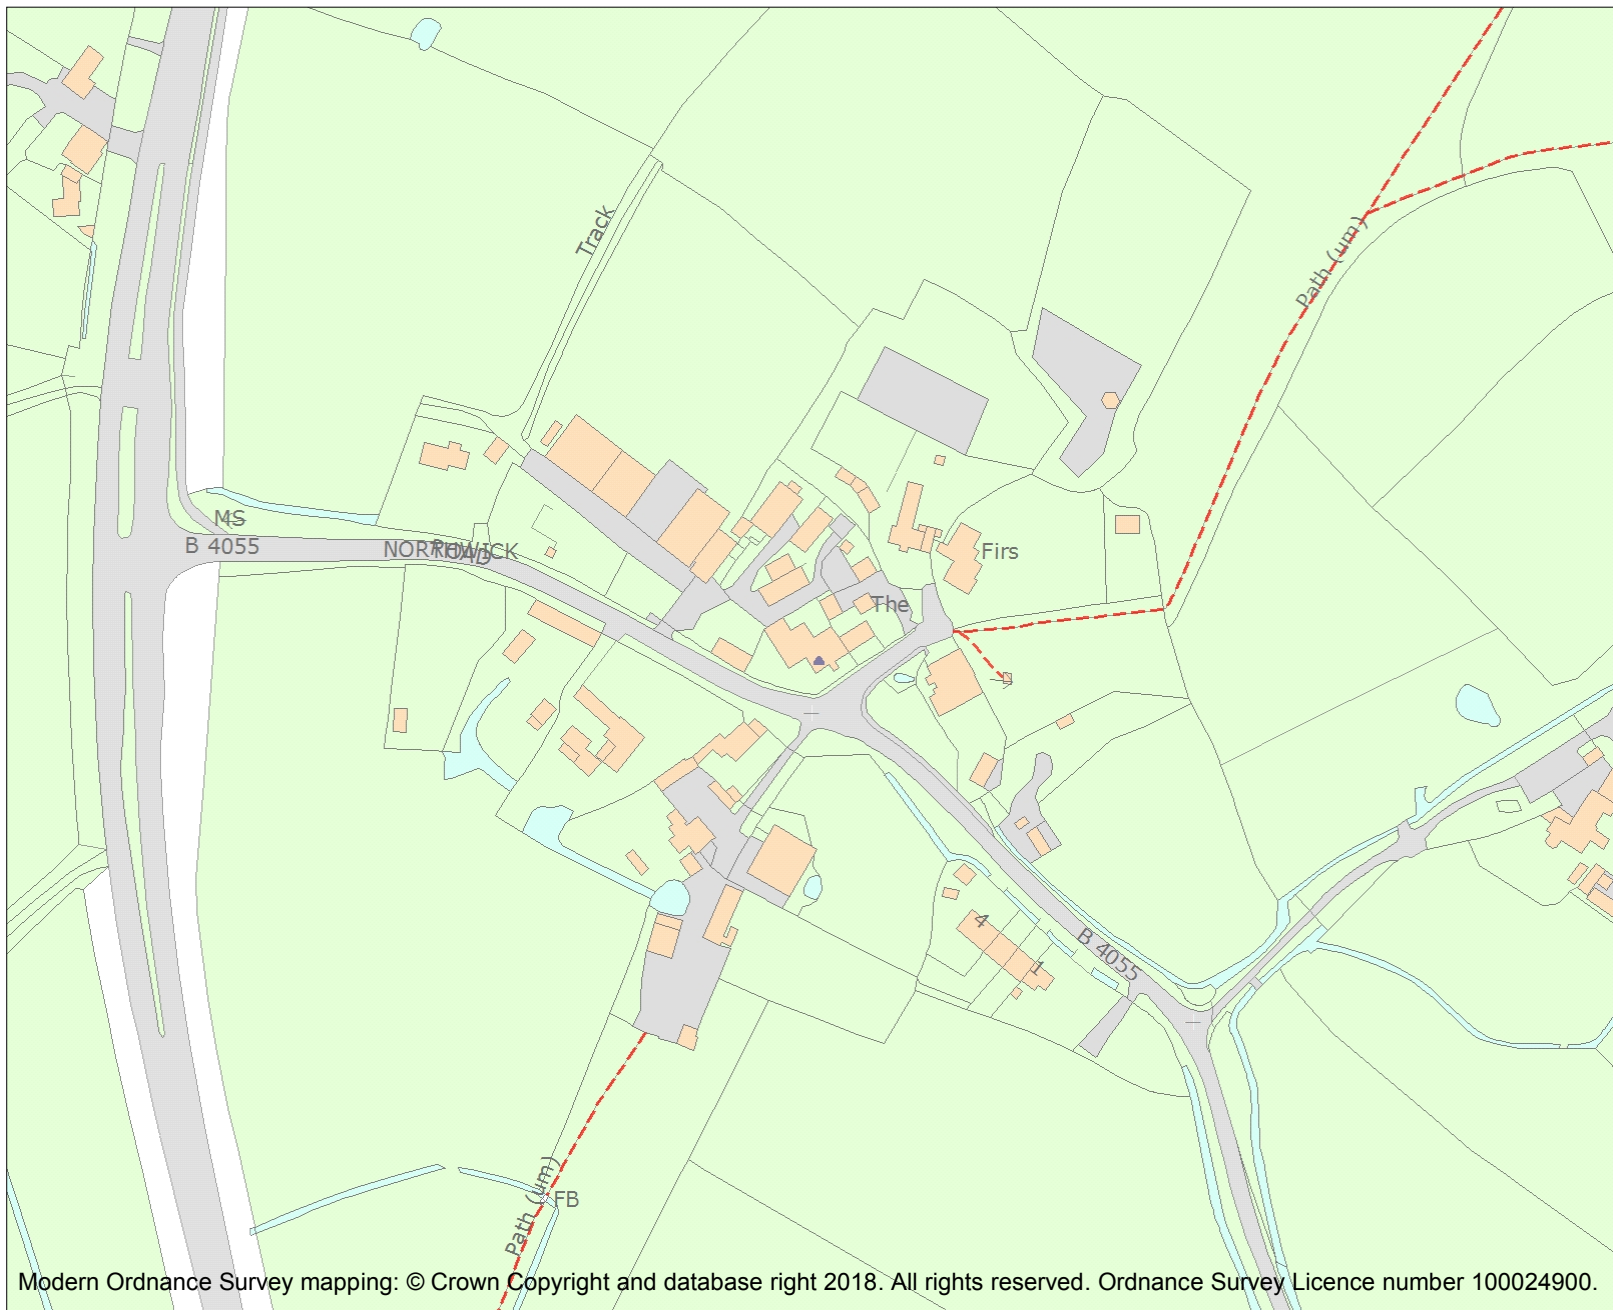 Track
Path (um)
MS
B 4055
NORTHWICK
ROAD
Firs
The
4
1
B 4055
Path (um)
FB
Modern Ordnance Survey mapping: © Crown Copyright and database right 2018. All rights reserved. Ordnance Survey Licence number 100024900.